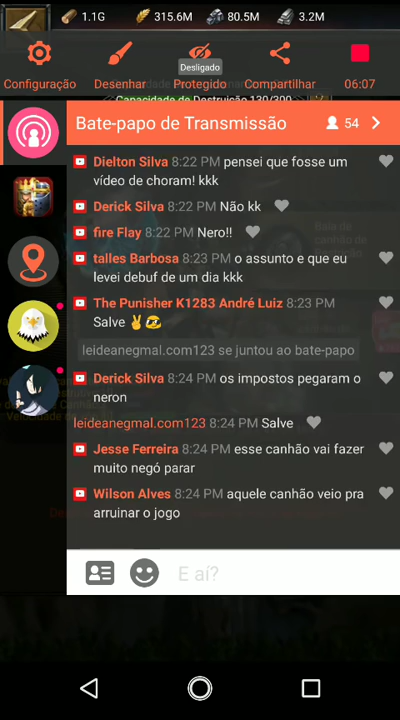 1.1G 315.6M 80.5M 3.2M
Desligado
Configuração Desenhar Protegido Compartilhar 06:07
Capacidade de Destruição 130/300
Bate-papo de Transmissão 54
Dielton Silva 8:22 PM pensei que fosse um
vídeo de choram! kkk
Derick Silva 8:22 PM Não kk
fire Flay 8:22 PM Nero!!
talles Barbosa 8:23 PM o assunto e que eu
levei debuf de um dia kkk
The Punisher K1283 André Luiz 8:23 PM
Salve ✌️😎
leideanegmal.com123 se juntou ao bate-papo
Derick Silva 8:24 PM os impostos pegaram o
neron
leideanegmal.com123 8:24 PM Salve
Jesse Ferreira 8:24 PM esse canhão vai fazer
muito negó parar
Wilson Alves 8:24 PM aquele canhão veio pra
arruinar o jogo
E aí?